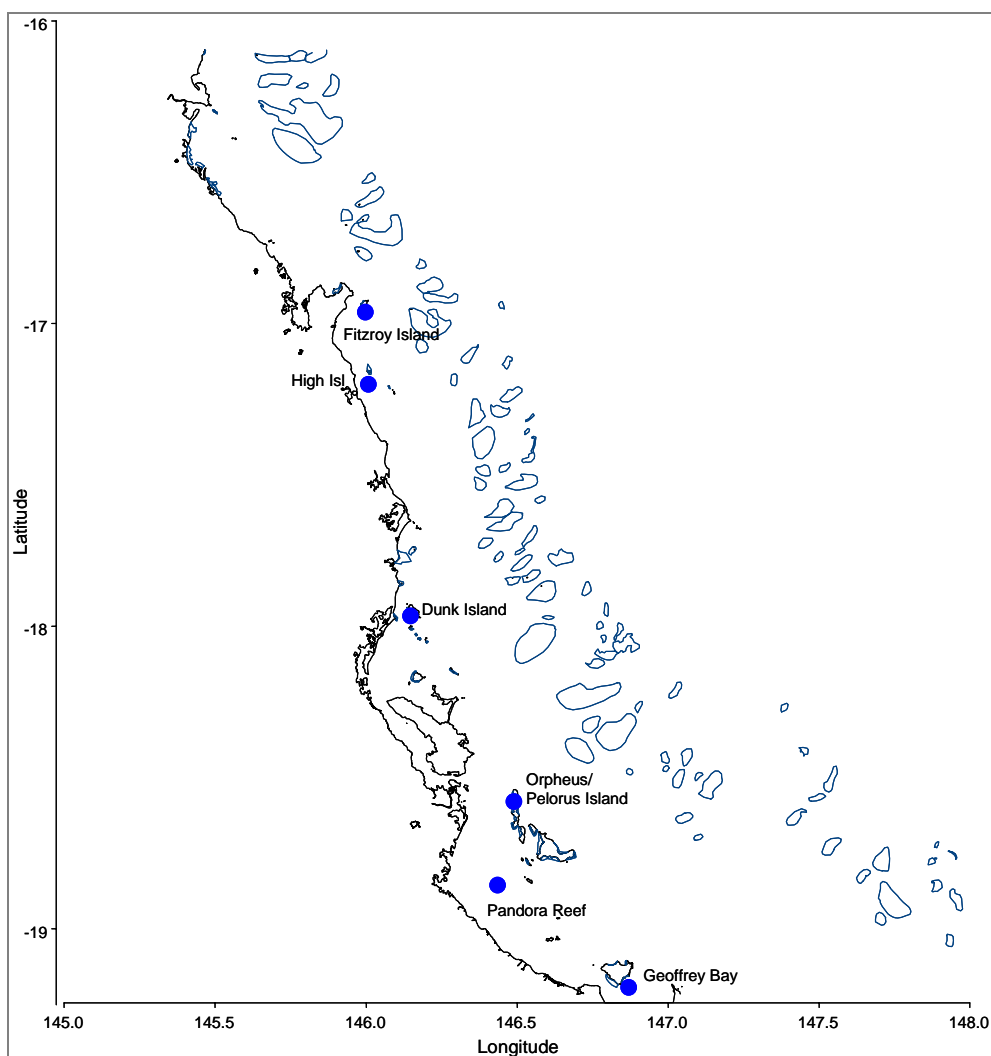 -16
-17
Fitzroy Island
High Isl
Latitude
Dunk Island
-18
Orpheus/
Pelorus Island
Pandora Reef
-19
Geoffrey Bay
145.0
145.5
146.0
146.5
147.0
147.5
148.0
Longitude